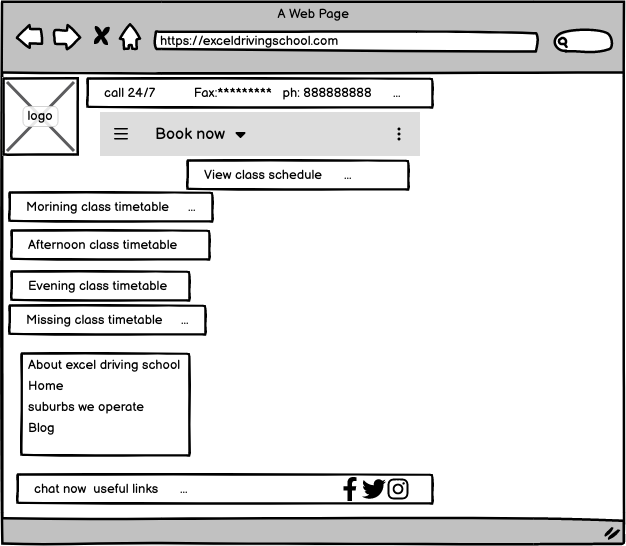 A Web Page
https://exceldrivingschool.com
logo
call 24/7 Fax:********* ph: 888888888 ...
Book now
View class schedule ...
Morining class timetable ...
Afternoon class timetable
Evening class timetable
Missing class timetable ...
About excel driving school
Home
suburbs we operate
Blog
chat now useful links ...